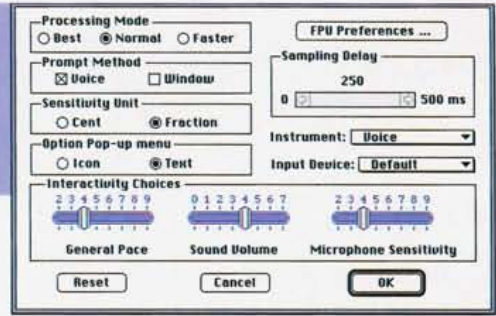 Processing Mode
Best Normal Faster
FPU Preferences ...
Prompt Method
Voice Window
Sampling Delay
250
0 500 ms
Sensitivity Unit
Cent Fraction
Instrument: Voice
Option Pop-up menu
Icon Text
Input Device: Default
Interactivity Choices
2 3 4 5 6 7 8 9
0 1 2 3 4 5 6 7
2 3 4 5 6 7 8 9
General Pace
Sound Volume
Microphone Sensitivity
Reset
Cancel
OK